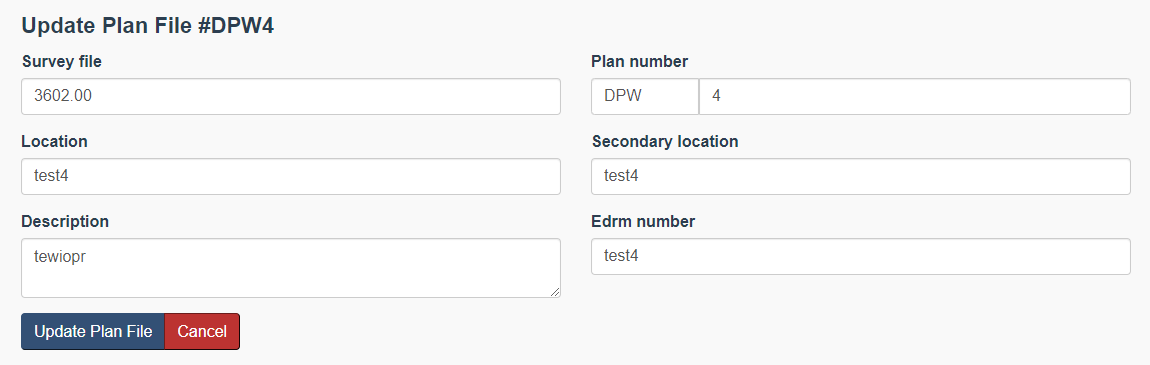 Update Plan File #DPW4
Survey file
Plan number
3602.00
DPW
4
Location
Secondary location
test4
test4
Description
Edrm number
tewiopr
test4
Update Plan File
Cancel